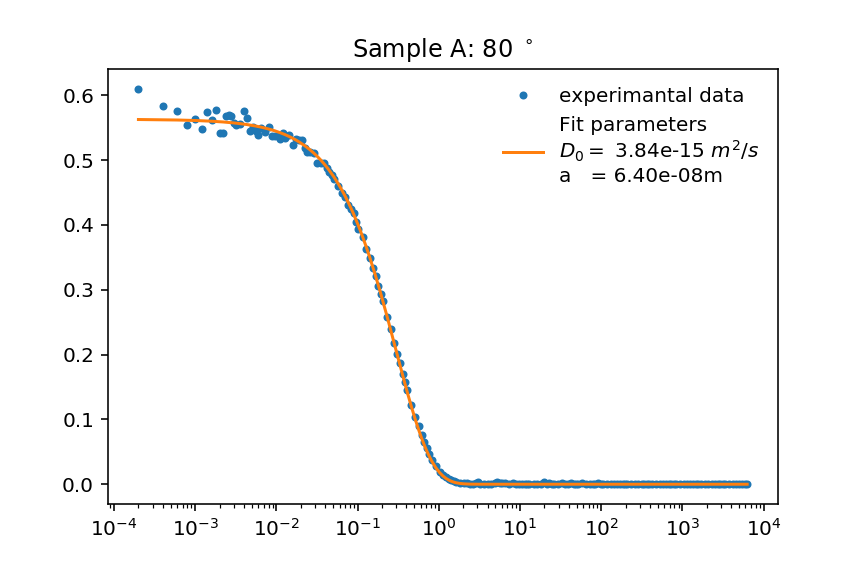 Sample A: 80 °
0.6
0.5
0.4
0.3
0.2
0.1
0.0
experimantal data
Fit parameters
D₀ = 3.84e-15 m²/s
a = 6.40e-08m
10⁻⁴ 10⁻³ 10⁻² 10⁻¹ 10⁰ 10¹ 10² 10³ 10⁴